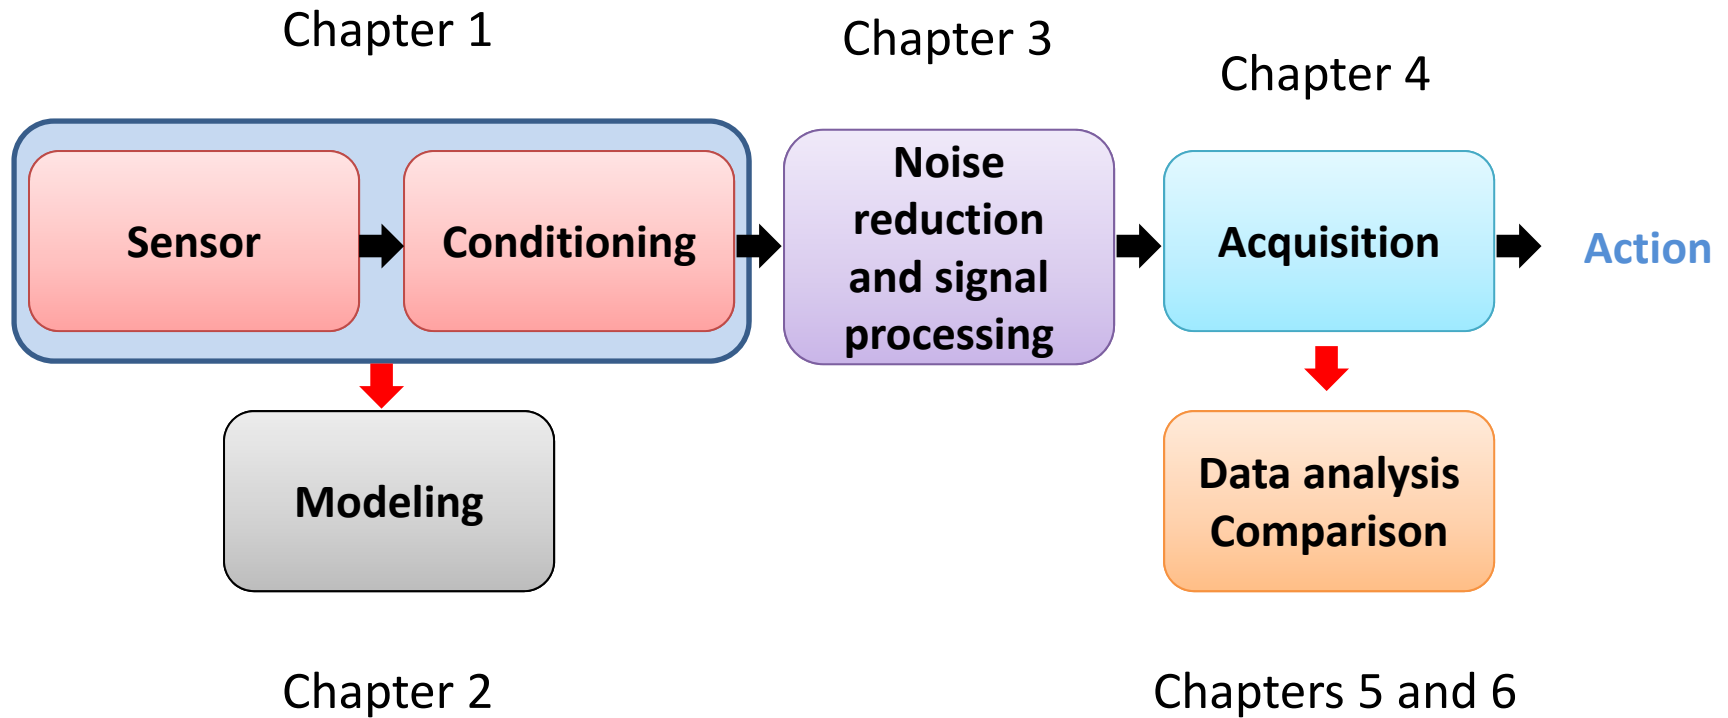 Chapter 1
Chapter 3
Chapter 4
Sensor
Conditioning
Noise
reduction
and signal
processing
Acquisition
Action
Modeling
Data analysis
Comparison
Chapter 2
Chapters 5 and 6